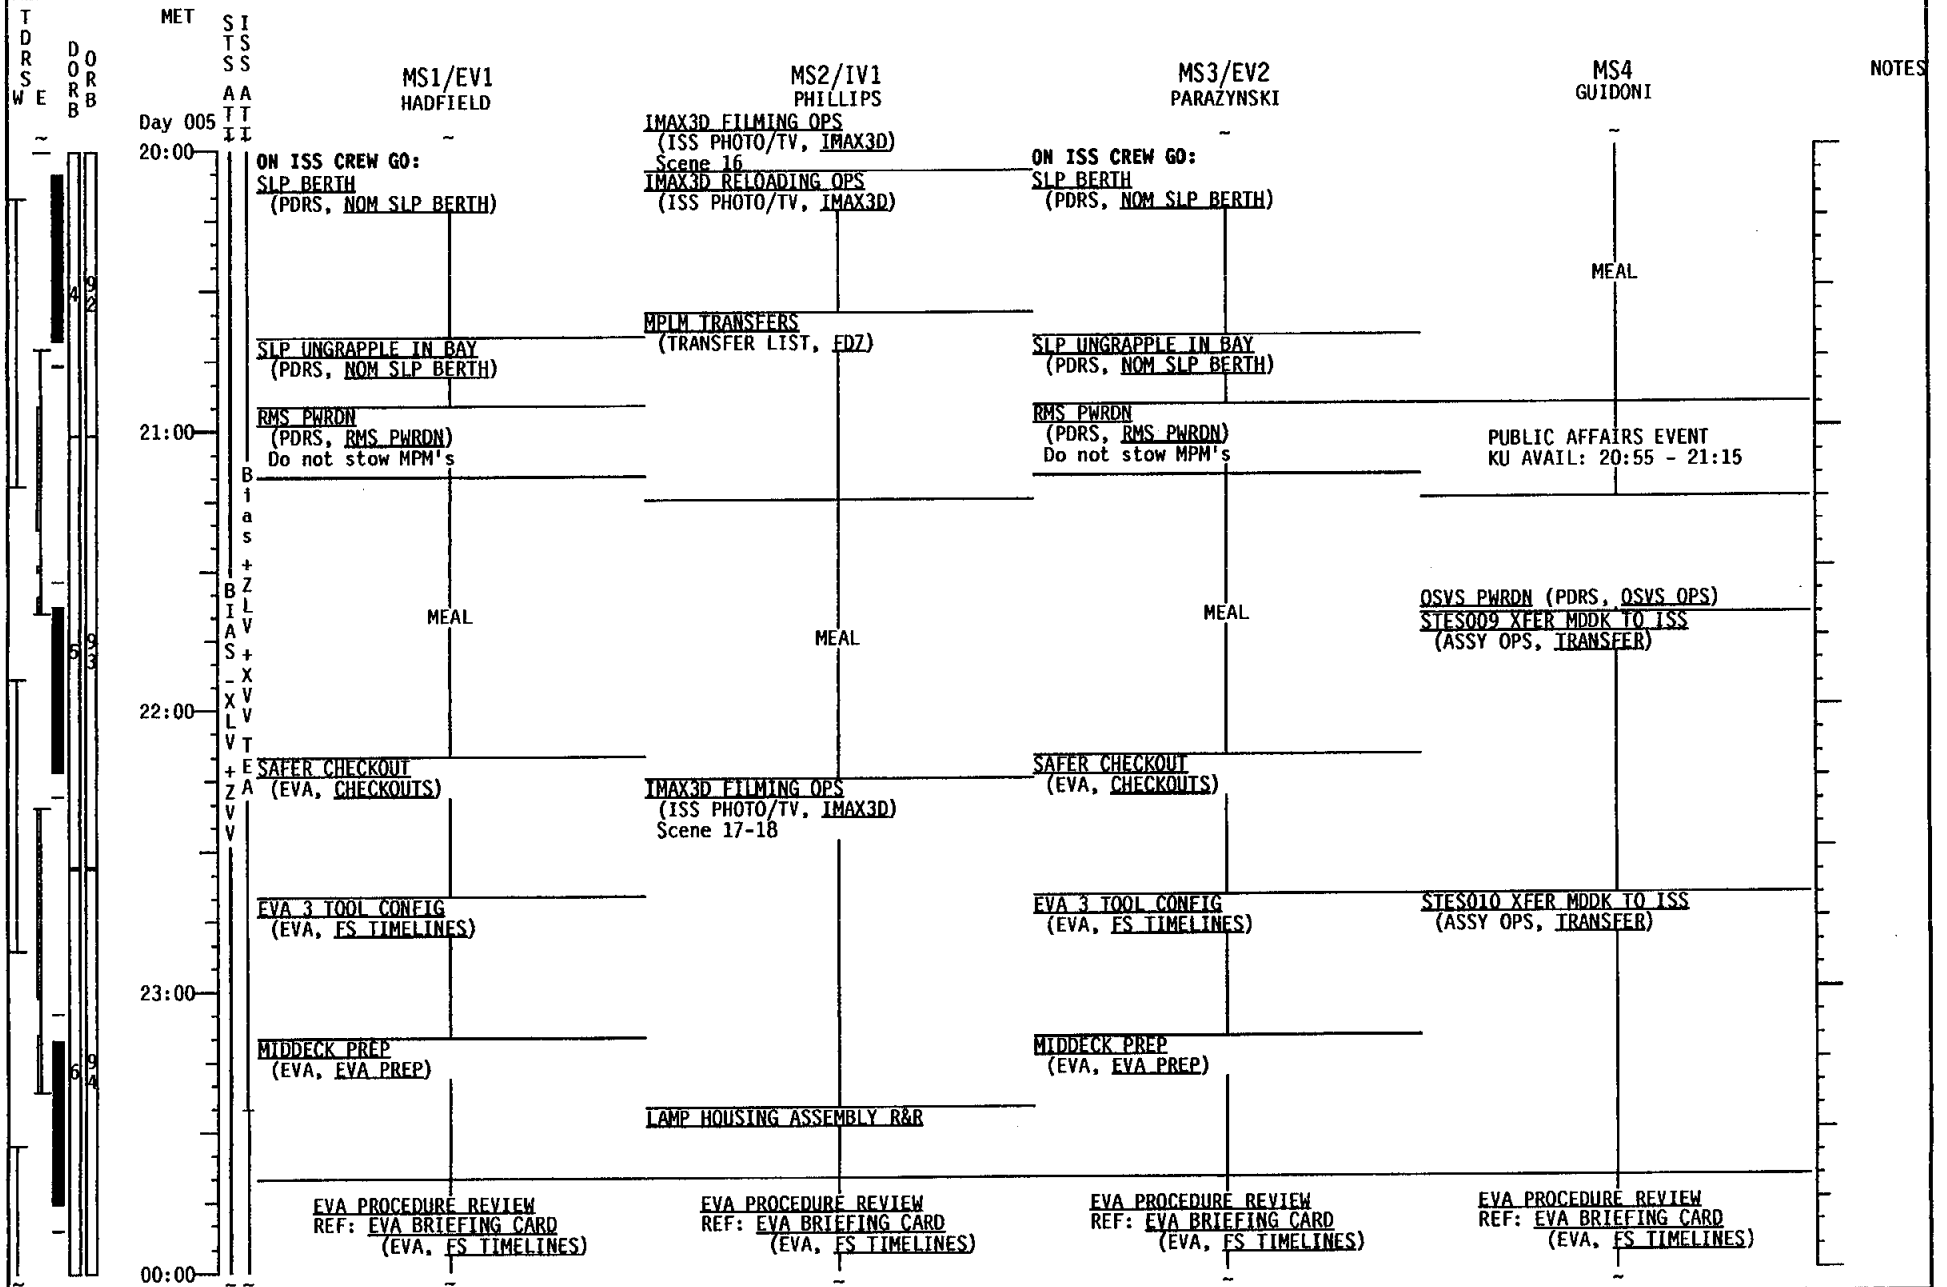 TDRS
W E
DORB
ORB
MET
STS ATT
ISS ATT
MS1/EV1
HADFIELD
MS2/IV1
PHILLIPS
MS3/EV2
PARAZYNSKI
MS4
GUIDONI
NOTES
Day 005
~
20:00
21:00
22:00
23:00
00:00
4
5
6
92
93
94
BIAS -XLV +ZVV
Bias +ZLV +XVV TEA
ON ISS CREW GO:
SLP BERTH
(PDRS, NOM SLP BERTH)
SLP UNGRAPPLE IN BAY
(PDRS, NOM SLP BERTH)
RMS PWRDN
(PDRS, RMS PWRDN)
Do not stow MPM's
MEAL
SAFER CHECKOUT
(EVA, CHECKOUTS)
EVA 3 TOOL CONFIG
(EVA, FS TIMELINES)
MIDDECK PREP
(EVA, EVA PREP)
EVA PROCEDURE REVIEW
REF: EVA BRIEFING CARD
(EVA, FS TIMELINES)
IMAX3D FILMING OPS
(ISS PHOTO/TV, IMAX3D)
Scene 16
IMAX3D RELOADING OPS
(ISS PHOTO/TV, IMAX3D)
MPLM TRANSFERS
(TRANSFER LIST, FD7)
MEAL
IMAX3D FILMING OPS
(ISS PHOTO/TV, IMAX3D)
Scene 17-18
LAMP HOUSING ASSEMBLY R&R
EVA PROCEDURE REVIEW
REF: EVA BRIEFING CARD
(EVA, FS TIMELINES)
ON ISS CREW GO:
SLP BERTH
(PDRS, NOM SLP BERTH)
SLP UNGRAPPLE IN BAY
(PDRS, NOM SLP BERTH)
RMS PWRDN
(PDRS, RMS PWRDN)
Do not stow MPM's
MEAL
SAFER CHECKOUT
(EVA, CHECKOUTS)
EVA 3 TOOL CONFIG
(EVA, FS TIMELINES)
MIDDECK PREP
(EVA, EVA PREP)
EVA PROCEDURE REVIEW
REF: EVA BRIEFING CARD
(EVA, FS TIMELINES)
MEAL
PUBLIC AFFAIRS EVENT
KU AVAIL: 20:55 - 21:15
OSVS PWRDN (PDRS, OSVS OPS)
STES009 XFER MDDK TO ISS
(ASSY OPS, TRANSFER)
STES010 XFER MDDK TO ISS
(ASSY OPS, TRANSFER)
EVA PROCEDURE REVIEW
REF: EVA BRIEFING CARD
(EVA, FS TIMELINES)